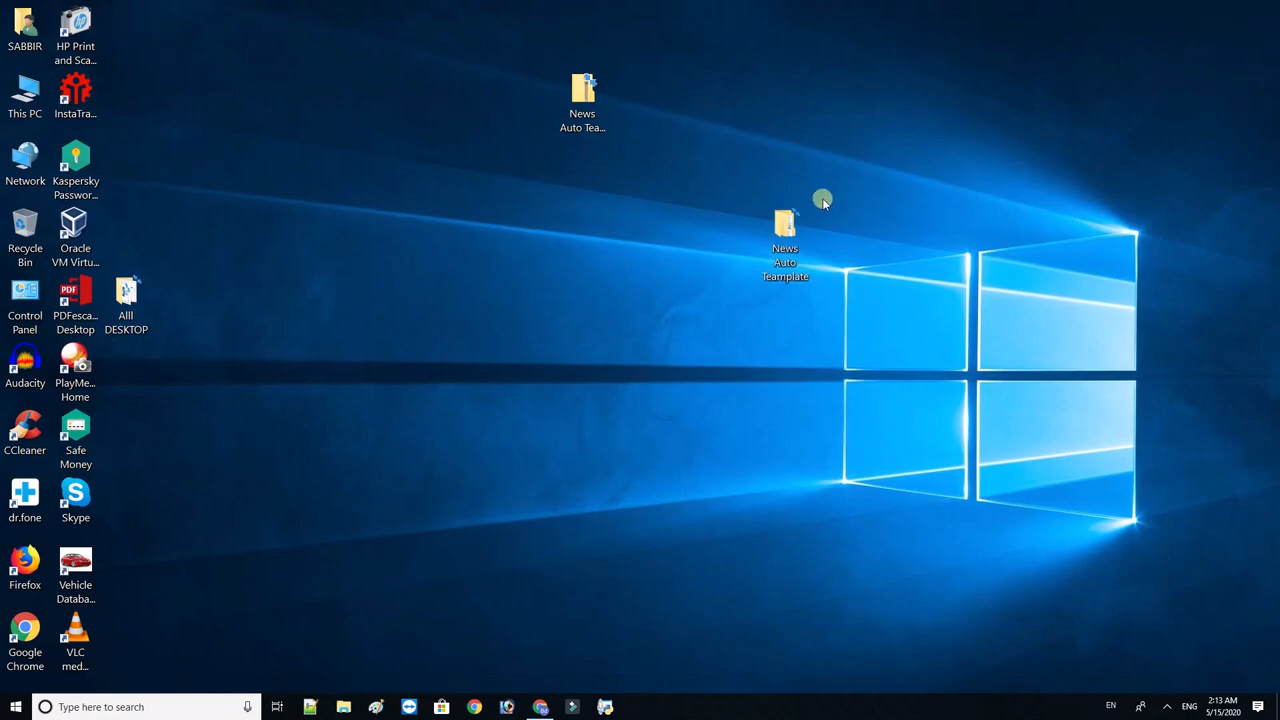 SABBIR
HP Print
and Sca...
This PC
InstaTra...
Network
Kaspersky
Passwor...
Recycle
Bin
Oracle
VM Virtu...
Control
Panel
PDFesca...
Desktop
Alll
DESKTOP
Audacity
PlayMe...
Home
CCleaner
Safe
Money
dr.fone
Skype
Firefox
Vehicle
Databa...
Google
Chrome
VLC
med...
News
Auto Tea...
News
Auto
Teamplate
PDF
Type here to search
EN
ENG
2:13 AM
5/15/2020